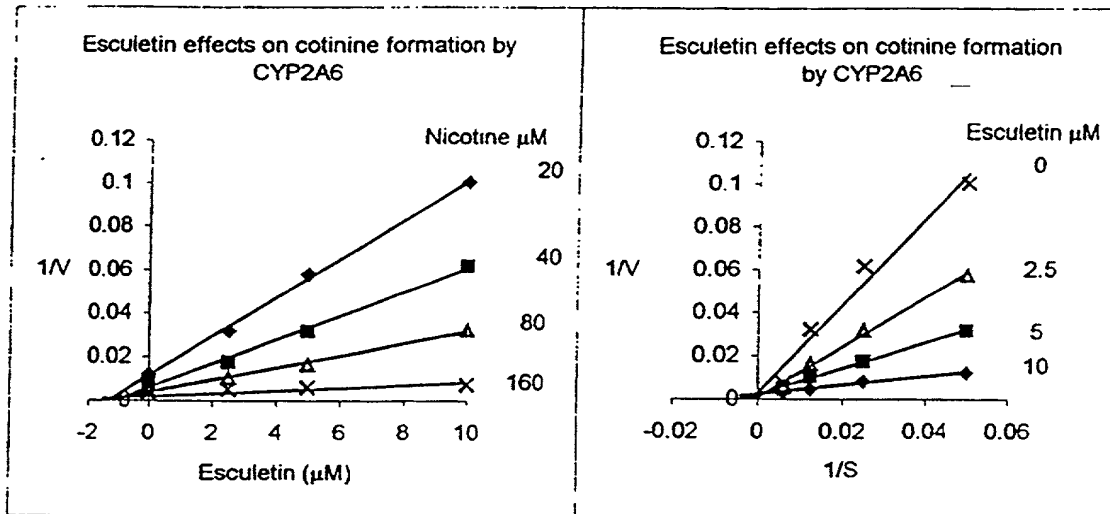 Esculetin effects on cotinine formation by
CYP2A6
Nicotine µM
0.12
0.1
0.08
0.06
0.04
0.02
0
1/V
20
40
80
160
-2 0 2 4 6 8 10
Esculetin (µM)
Esculetin effects on cotinine formation
by CYP2A6
Esculetin µM
0.12
0.1
0.08
0.06
0.04
0.02
0
1/V
0
2.5
5
10
-0.02 0 0.02 0.04 0.06
1/S